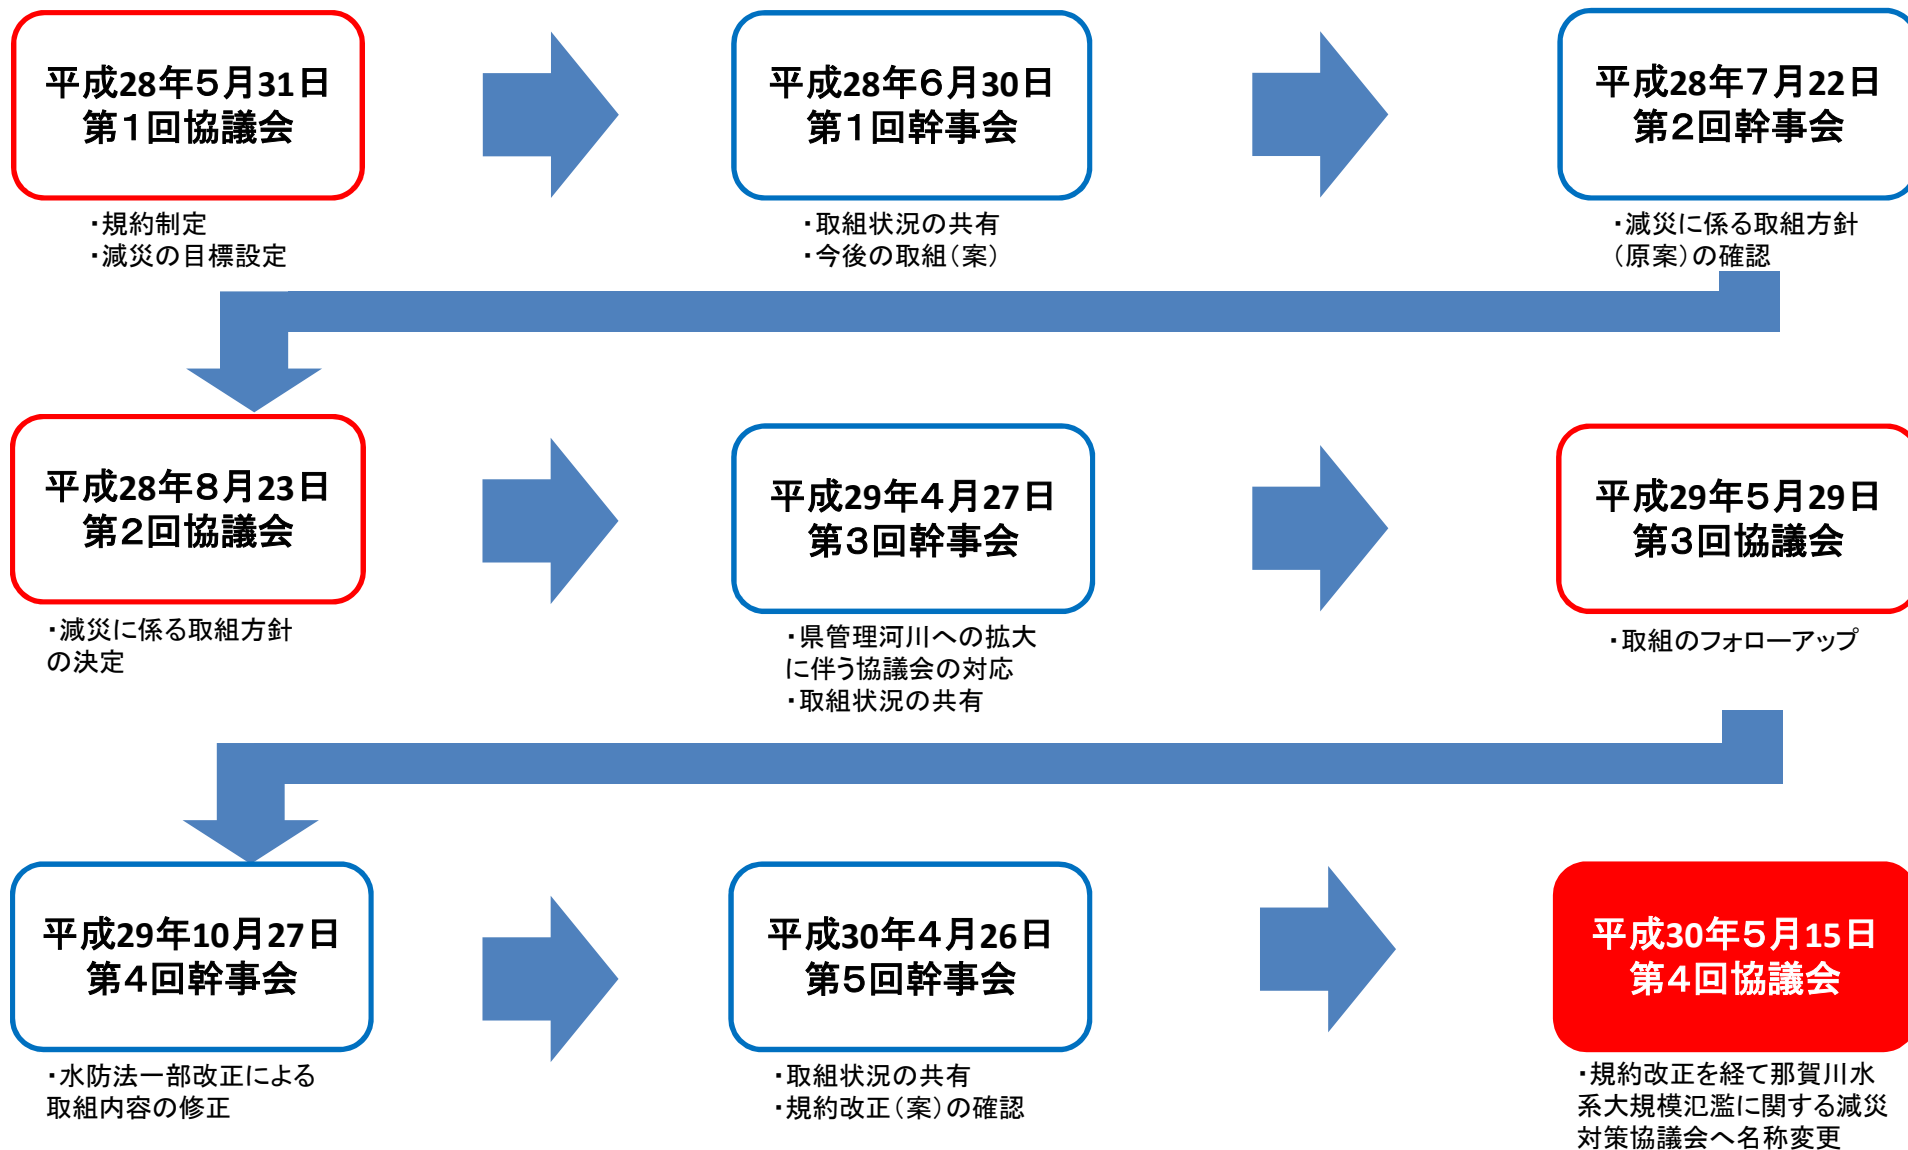 平成28年5月31日
第1回協議会
・規約制定
・減災の目標設定
平成28年6月30日
第1回幹事会
・取組状況の共有
・今後の取組(案)
平成28年7月22日
第2回幹事会
・減災に係る取組方針
(原案)の確認
平成28年8月23日
第2回協議会
・減災に係る取組方針
の決定
平成29年4月27日
第3回幹事会
・県管理河川への拡大
に伴う協議会の対応
・取組状況の共有
平成29年5月29日
第3回協議会
・取組のフォローアップ
平成29年10月27日
第4回幹事会
・水防法一部改正による
取組内容の修正
平成30年4月26日
第5回幹事会
・取組状況の共有
・規約改正(案)の確認
平成30年5月15日
第4回協議会
・規約改正を経て那賀川水
系大規模氾濫に関する減災
対策協議会へ名称変更